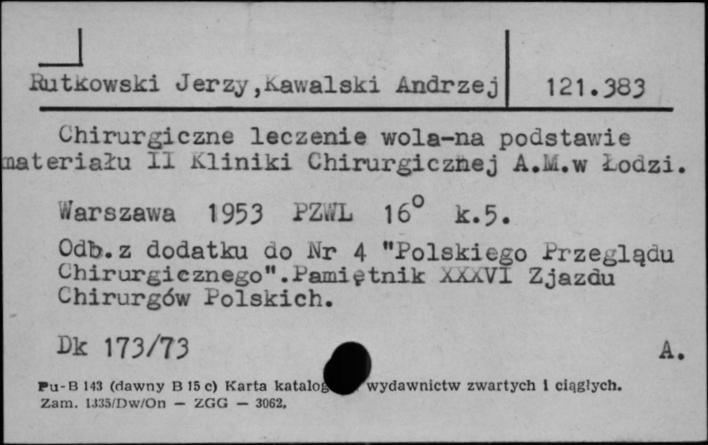 Rutkowski Jerzy,Kawalski Andrzej 121.383
Chirurgiczne leczenie wola-na podstawie
materiału II Kliniki Chirurgicznej A.M.w Łodzi.
Warszawa 1953 PZWL 16° k.5.
Odb.z dodatku do Nr 4 "Polskiego Przeglądu
Chirurgicznego".Pamiętnik XXXVI Zjazdu
Chirurgów Polskich.
Dk 173/73 A.
Pu-B 143 (dawny B 15 c) Karta katalog wydawnictw zwartych i ciągłych.
Zam. 1335/Dw/On — ZGG — 3062.